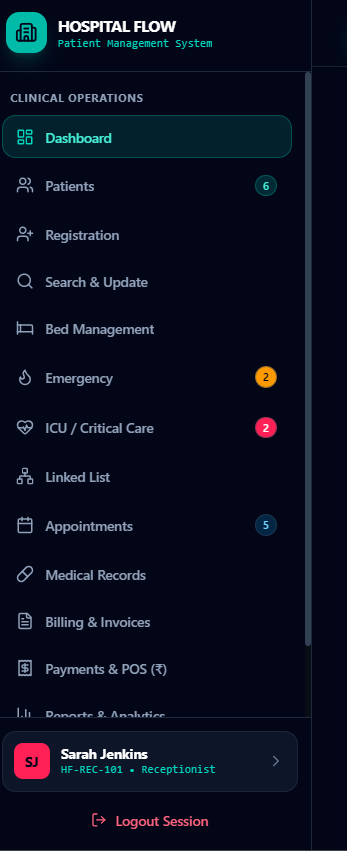 HOSPITAL FLOW
Patient Management System
CLINICAL OPERATIONS
Dashboard
Patients 6
Registration
Search & Update
Bed Management
Emergency 2
ICU / Critical Care 2
Linked List
Appointments 5
Medical Records
Billing & Invoices
Payments & POS (₹)
Reports & Analytics
SJ
Sarah Jenkins
HF-REC-101 • Receptionist
Logout Session